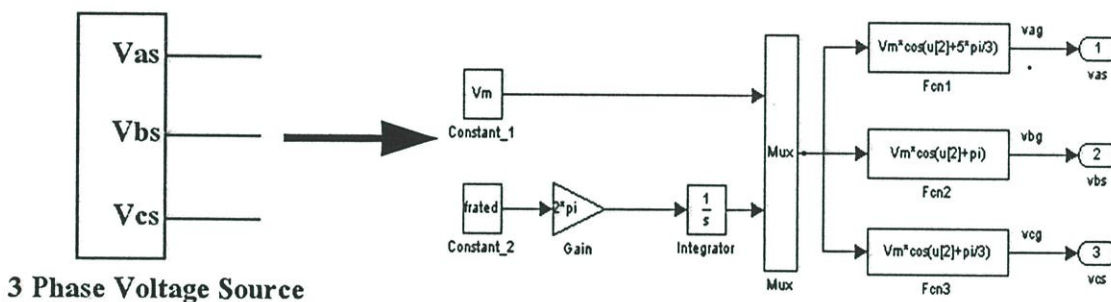 Vas
Vbs
Vcs
3 Phase Voltage Source
Vm
Constant_1
frated
Constant_2
2*pi
Gain
1
s
Integrator
Mux
Mux
Vm*cos(u[2]+5*pi/3)
Fcn1
vag
1
vas
Vm*cos(u[2]+pi)
Fcn2
vbg
2
vbs
Vm*cos(u[2]+pi/3)
Fcn3
vcg
3
vcs